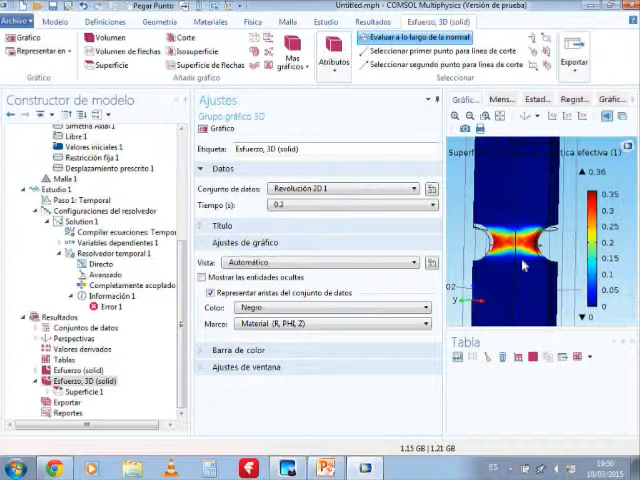 Pegar Punto
Untitled.mph - COMSOL Multiphysics (Versión de prueba)
Archivo
Modelo
Definiciones
Geometría
Materiales
Física
Malla
Estudio
Resultados
Esfuerzo, 3D (solid)
Gráfico
Representar en
Gráfico
Volumen
Volumen de flechas
Superficie
Corte
Isosuperficie
Superficie de flechas
Más gráficos
Añadir gráfico
Atributos
Evaluar a lo largo de la normal
Seleccionar primer punto para línea de corte
Seleccionar segundo punto para línea de corte
Seleccionar
Exportar
Constructor de modelo
Simetría Axial 1
Libre 1
Valores iniciales 1
Restricción fija 1
Desplazamiento prescrito 1
Malla 1
Estudio 1
Paso 1: Temporal
Configuraciones del resolvedor
Solution 1
Compilar ecuaciones: Tempor
Variables dependientes 1
Resolvedor temporal 1
Directo
Avanzado
Completamente acoplado
Información 1
Error 1
Resultados
Conjuntos de datos
Perspectivas
Valores derivados
Tablas
Esfuerzo (solid)
Esfuerzo, 3D (solid)
Superficie 1
Exportar
Reportes
Ajustes
Grupo gráfico 3D
Gráfico
Etiqueta: Esfuerzo, 3D (solid)
Datos
Conjunto de datos: Revolución 2D 1
Tiempo (s): 0.2
Título
Ajustes de gráfico
Vista: Automático
Mostrar las entidades ocultas
Representar aristas del conjunto de datos
Color: Negro
Marco: Material (R, PHI, Z)
Barra de color
Ajustes de ventana
Gráfic...
Mens...
Estad...
Regist...
Gráfic...
efectiva (1)
0.36
0.35
0.3
0.25
0.2
0.15
0.1
0.05
0
0
02
y
Tabla
1.15 GB | 1.21 GB
ES
19:50
10/03/2015